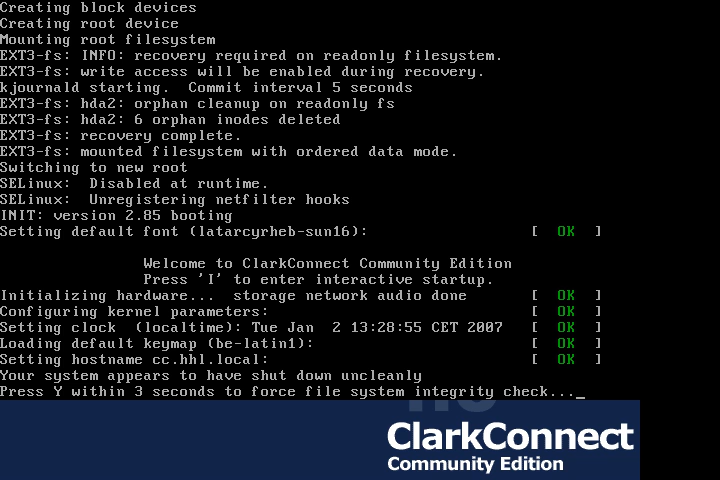 Creating block devices
Creating root device
Mounting root filesystem
EXT3-fs: INFO: recovery required on readonly filesystem.
EXT3-fs: write access will be enabled during recovery.
kjournald starting.  Commit interval 5 seconds
EXT3-fs: hda2: orphan cleanup on readonly fs
EXT3-fs: hda2: 6 orphan inodes deleted
EXT3-fs: recovery complete.
EXT3-fs: mounted filesystem with ordered data mode.
Switching to new root
SELinux:  Disabled at runtime.
SELinux:  Unregistering netfilter hooks
INIT: version 2.85 booting
Setting default font (latarcyrheb-sun16): [  OK  ]
Welcome to ClarkConnect Community Edition
Press 'I' to enter interactive startup.
Initializing hardware...  storage network audio done [  OK  ]
Configuring kernel parameters: [  OK  ]
Setting clock  (localtime): Tue Jan  2 13:28:55 CET 2007 [  OK  ]
Loading default keymap (be-latin1): [  OK  ]
Setting hostname cc.hhl.local: [  OK  ]
Your system appears to have shut down uncleanly
Press Y within 3 seconds to force file system integrity check..._
ClarkConnect
Community Edition